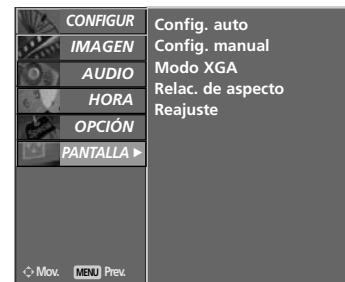 CONFIGUR
IMAGEN
AUDIO
HORA
OPCIÓN
PANTALLA ►
Config. auto
Config. manual
Modo XGA
Relac. de aspecto
Reajuste
Mov. MENU Prev.